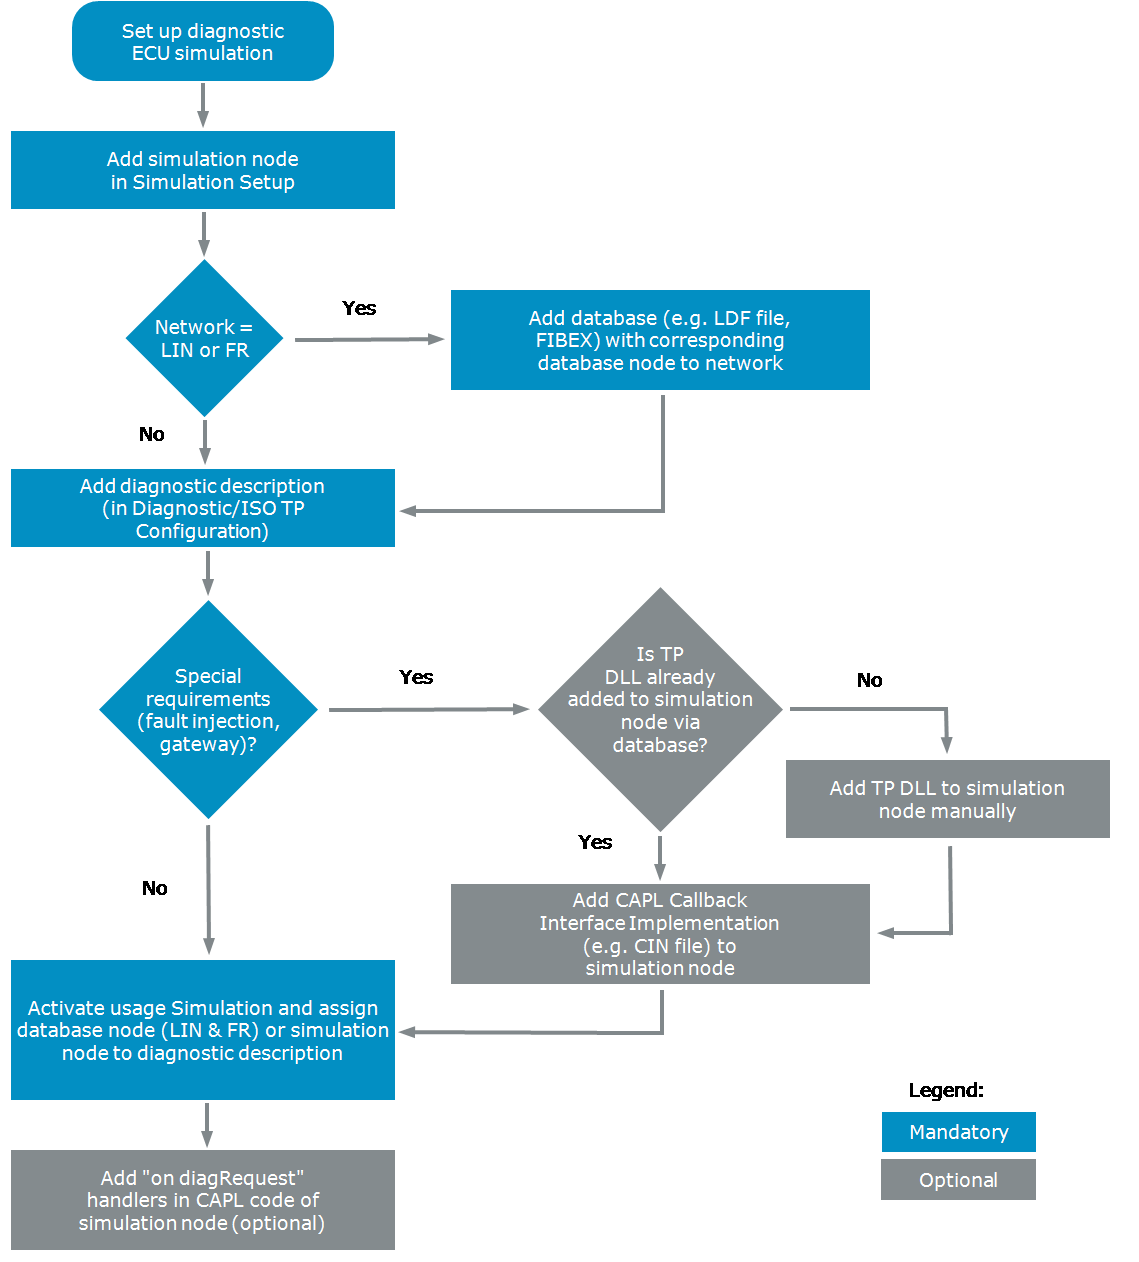 Set up diagnostic
ECU simulation
Add simulation node
in Simulation Setup
Network =
LIN or FR
Yes
Add database (e.g. LDF file,
FIBEX) with corresponding
database node to network
No
Add diagnostic description
(in Diagnostic/ISO TP
Configuration)
Special
requirements
(fault injection,
gateway)?
Yes
Is TP
DLL already
added to simulation
node via
database?
No
Add TP DLL to simulation
node manually
Yes
Add CAPL Callback
Interface Implementation
(e.g. CIN file) to
simulation node
No
Activate usage Simulation and assign
database node (LIN & FR) or simulation
node to diagnostic description
Add "on diagRequest"
handlers in CAPL code of
simulation node (optional)
Legend:
Mandatory
Optional